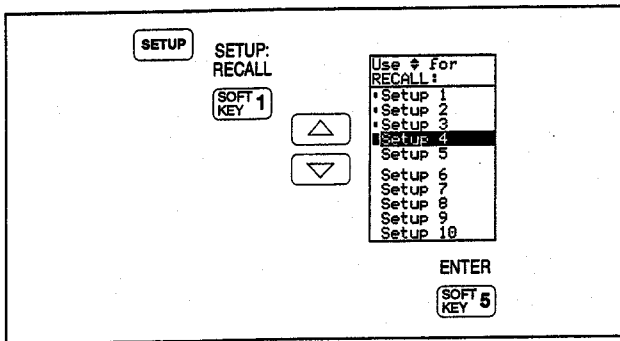 SETUP
SETUP:
RECALL
SOFT KEY 1
Use ⬍ for
RECALL:
Setup 1
Setup 2
Setup 3
Setup 4
Setup 5
Setup 6
Setup 7
Setup 8
Setup 9
Setup 10
ENTER
SOFT KEY 5